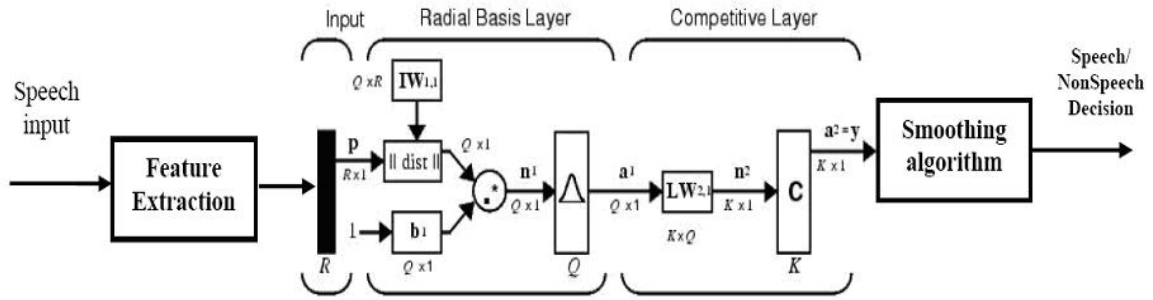 Input
Radial Basis Layer
Competitive Layer
Speech
input
Feature
Extraction
R
p
R×1
1
Q×R
IW1,1
|| dist ||
Q×1
b1
Q×1
.*
n1
Q×1
Q
a1
Q×1
LW2,1
K×Q
n2
K×1
C
K
a2=y
K×1
Smoothing
algorithm
Speech/
NonSpeech
Decision